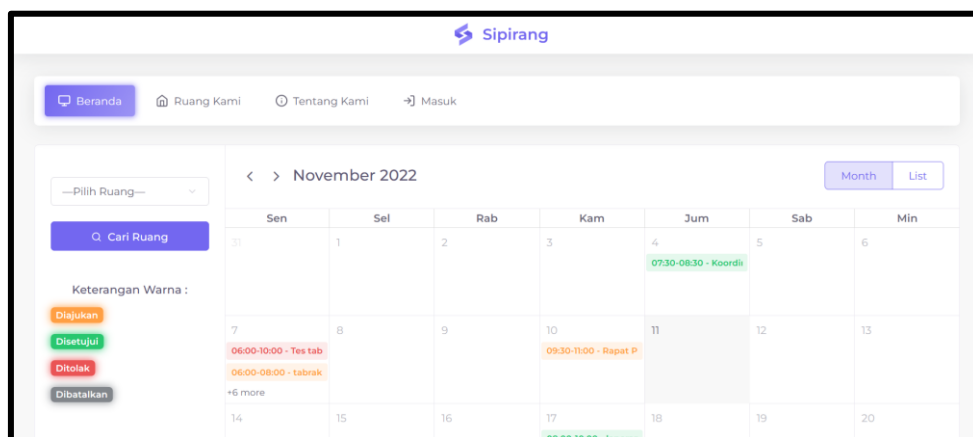 Sipirang
Beranda Ruang Kami Tentang Kami Masuk
—Pilih Ruang—
Cari Ruang
Keterangan Warna :
Diajukan
Disetujui
Ditolak
Dibatalkan
November 2022
Month List
Sen Sel Rab Kam Jum Sab Min
31 1 2 3 4 5 6
07:30-08:30 - Koordi
7 8 9 10 11 12 13
06:00-10:00 - Tes tab 09:30-11:00 - Rapat P
06:00-08:00 - tabrak
+6 more
14 15 16 17 18 19 20